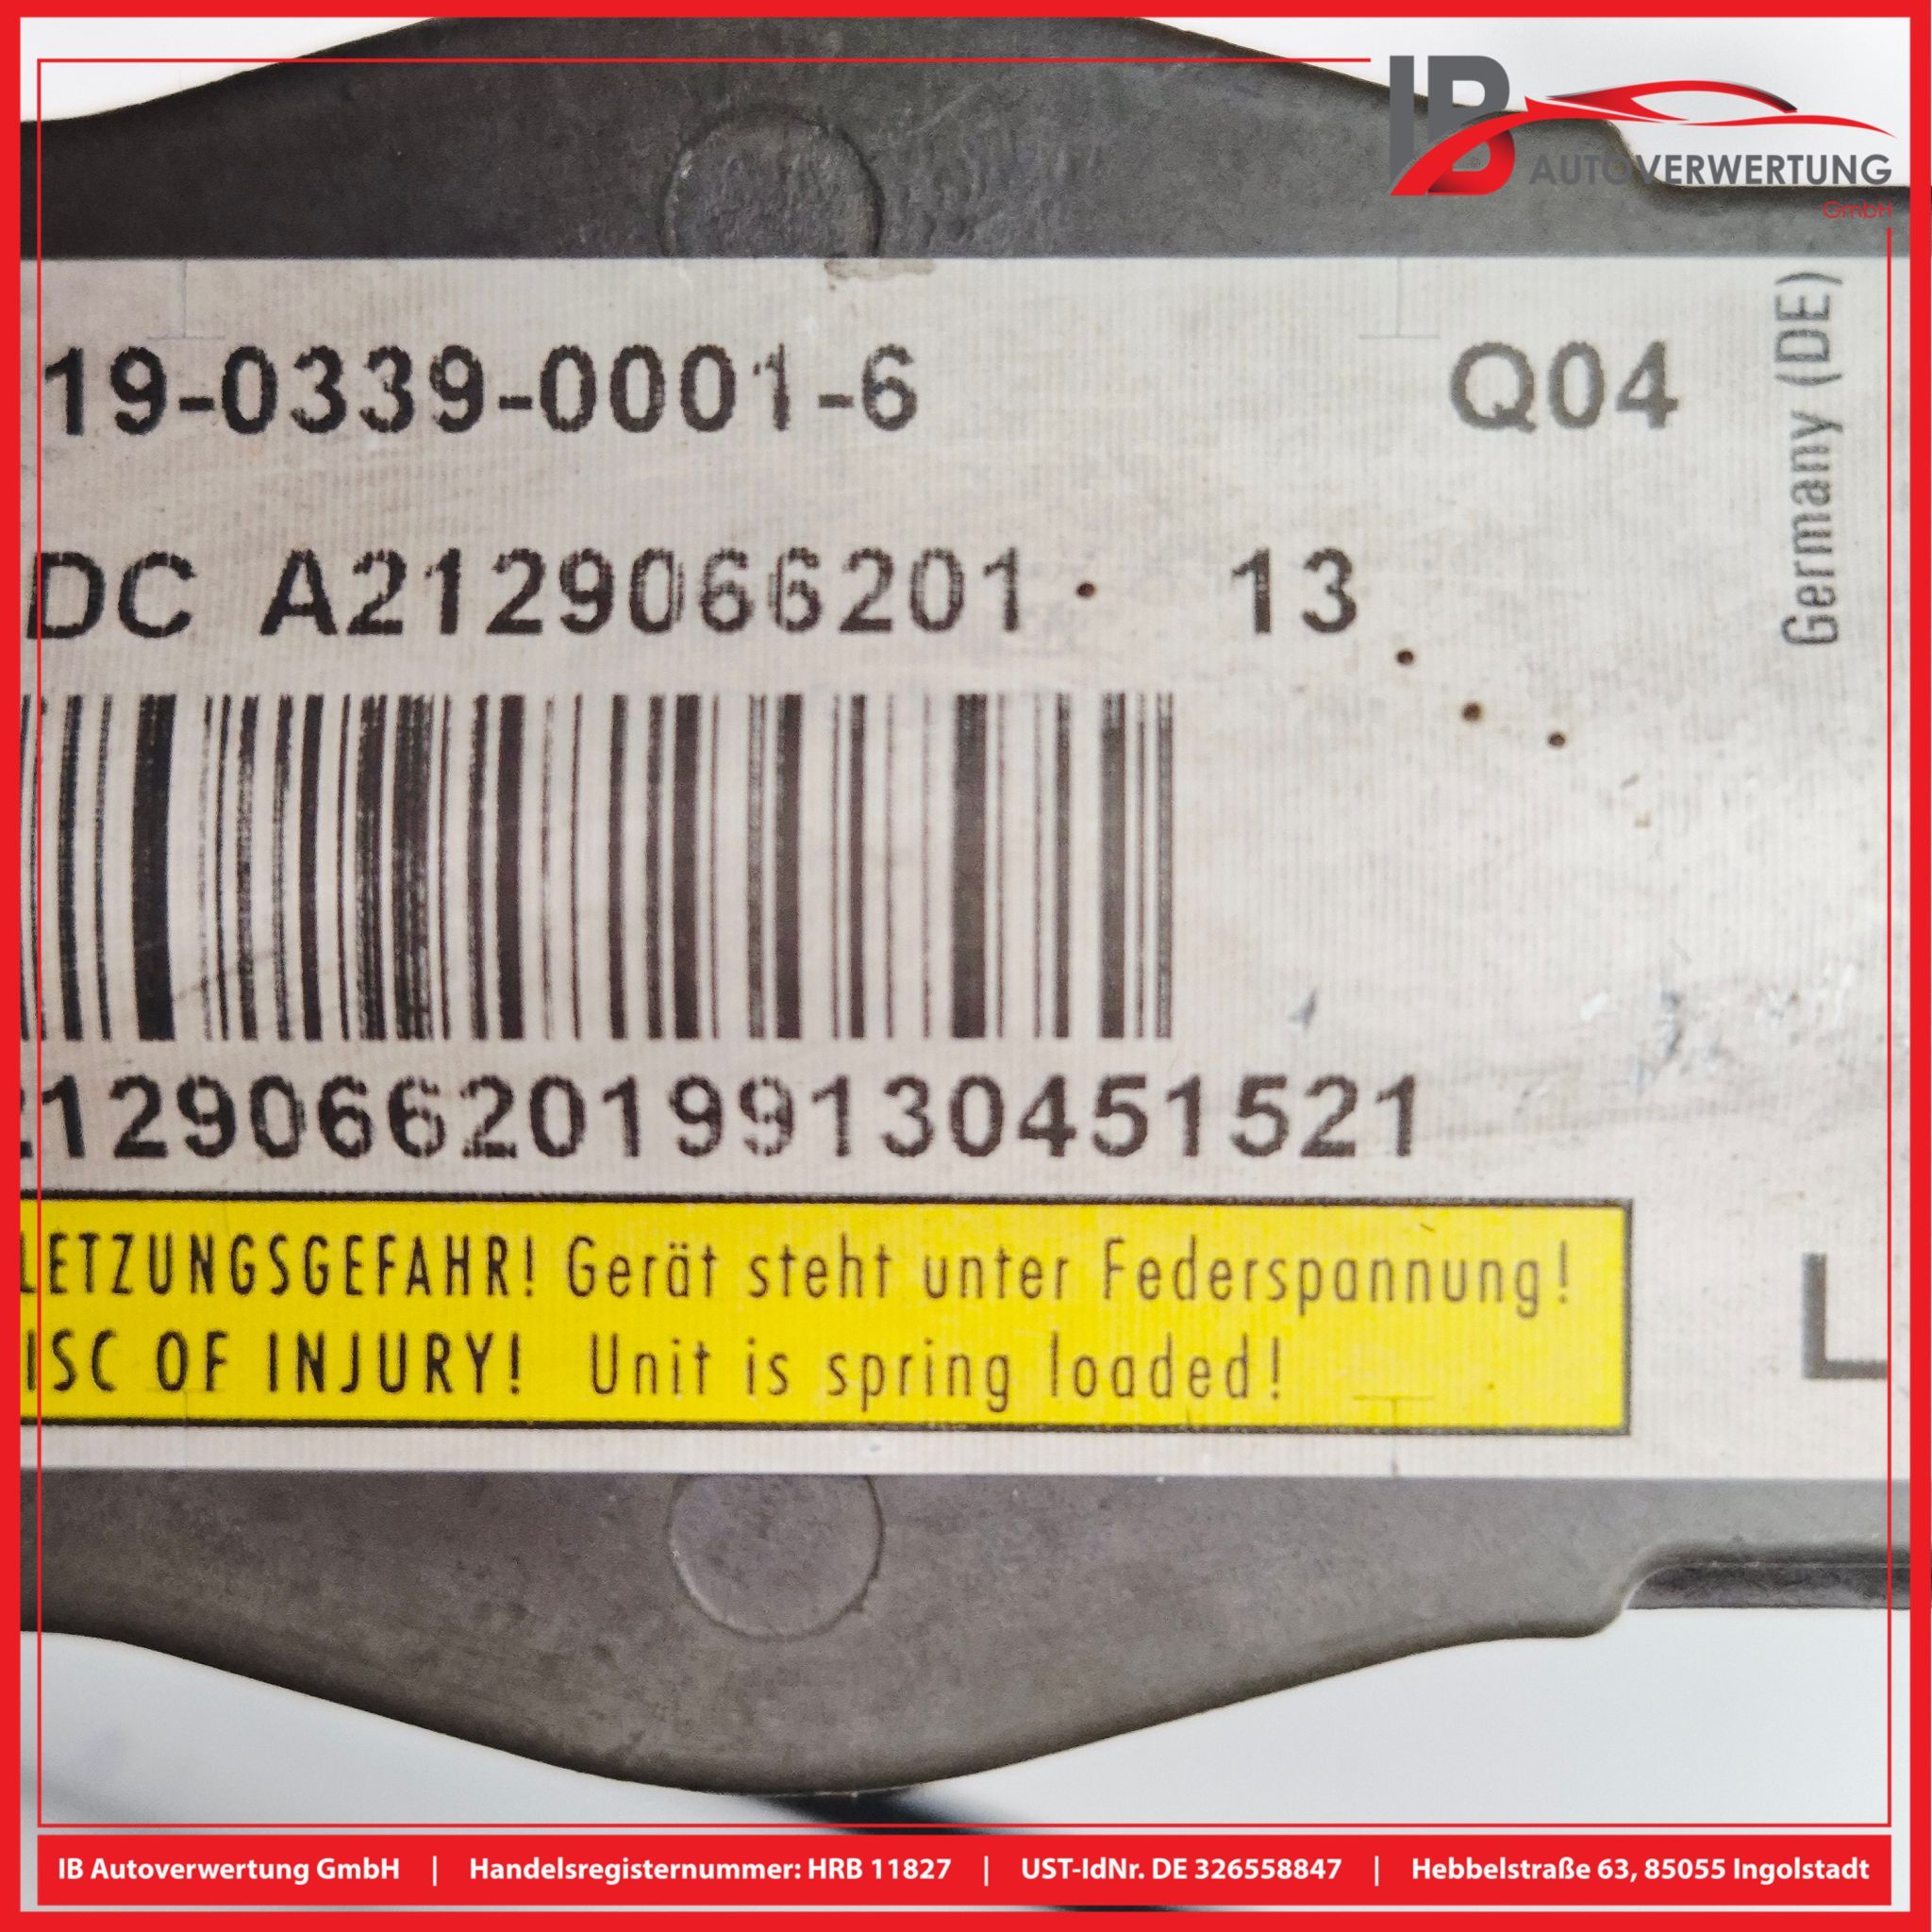 IB
AUTOVERWERTUNG
GmbH
19-0339-0001-6 Q04
Germany (DE)
DC A2129066201 13
212906620199130451521
LETZUNGSGEFAHR! Gerät steht unter Federspannung!
ISC OF INJURY! Unit is spring loaded!
L
IB Autoverwertung GmbH | Handelsregisternummer: HRB 11827 | UST-IdNr. DE 326558847 | Hebbelstraße 63, 85055 Ingolstadt